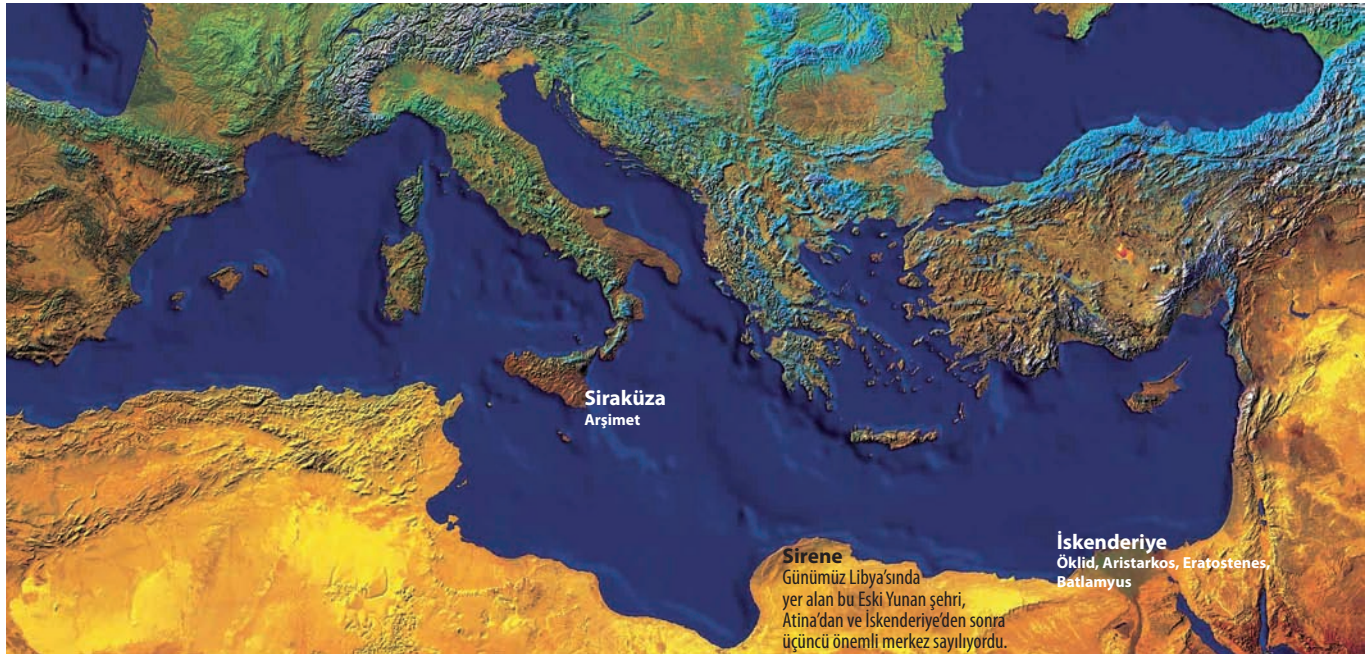 Siraküza
Arşimet
Sirene
Günümüz Libya'sında
yer alan bu Eski Yunan şehri,
Atina'dan ve İskenderiye'den sonra
üçüncü önemli merkez sayılıyordu.
İskenderiye
Öklid, Aristarkos, Eratostenes,
Batlamyus